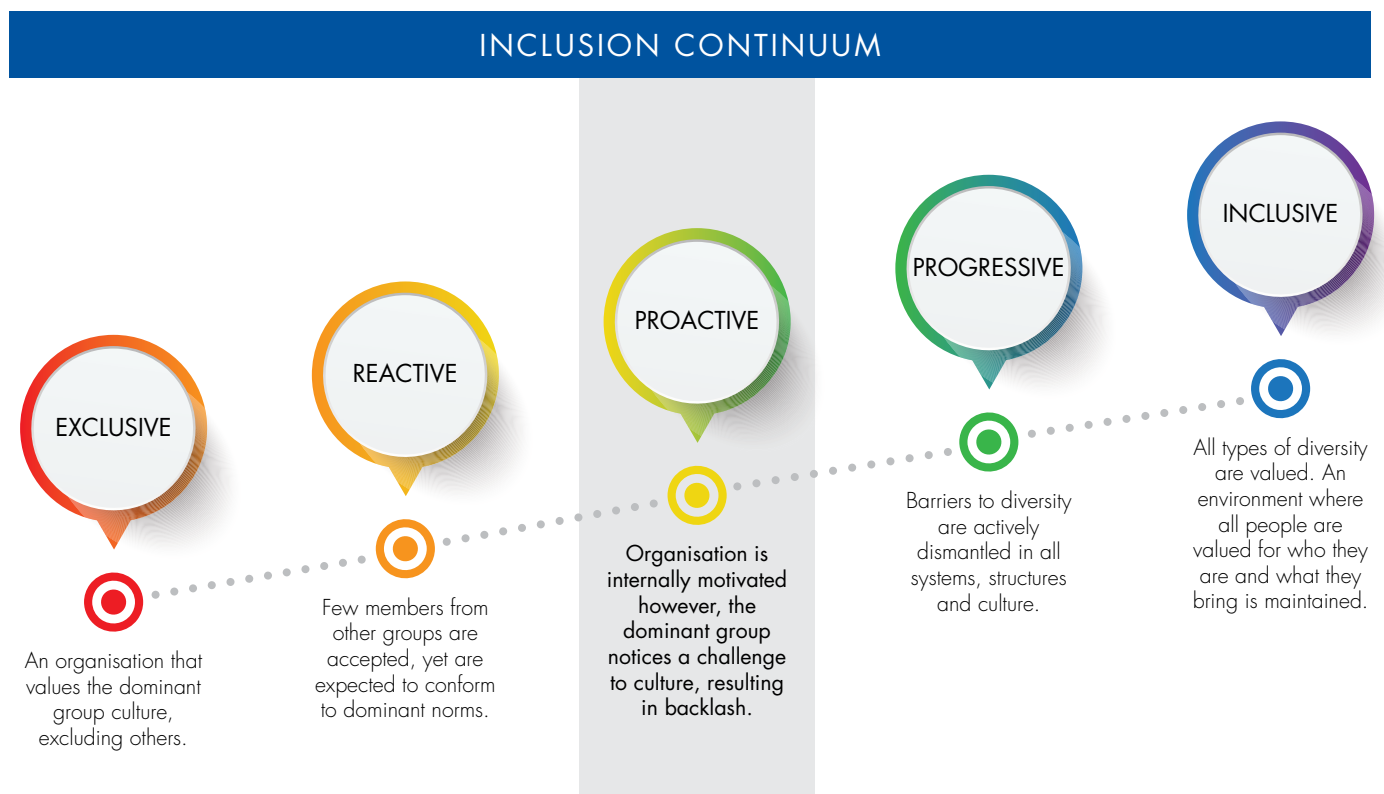 INCLUSION CONTINUUM
EXCLUSIVE
An organisation that
values the dominant
group culture,
excluding others.
REACTIVE
Few members from
other groups are
accepted, yet are
expected to conform
to dominant norms.
PROACTIVE
Organisation is
internally motivated
however, the
dominant group
notices a challenge
to culture, resulting
in backlash.
PROGRESSIVE
Barriers to diversity
are actively
dismantled in all
systems, structures
and culture.
INCLUSIVE
All types of diversity
are valued. An
environment where
all people are
valued for who they
are and what they
bring is maintained.